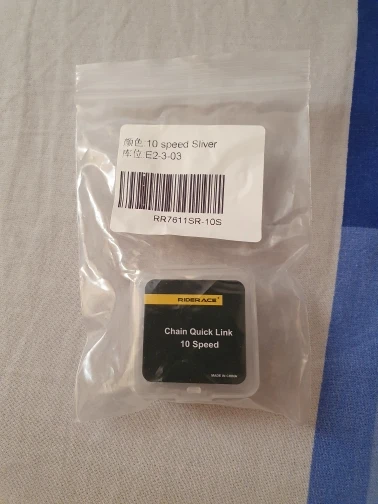 颜色 10 speed Sliver
库位 E2-3-03
RR7611SR-10S
RIDERACE
Chain Quick Link
10 Speed
MADE IN CHINA